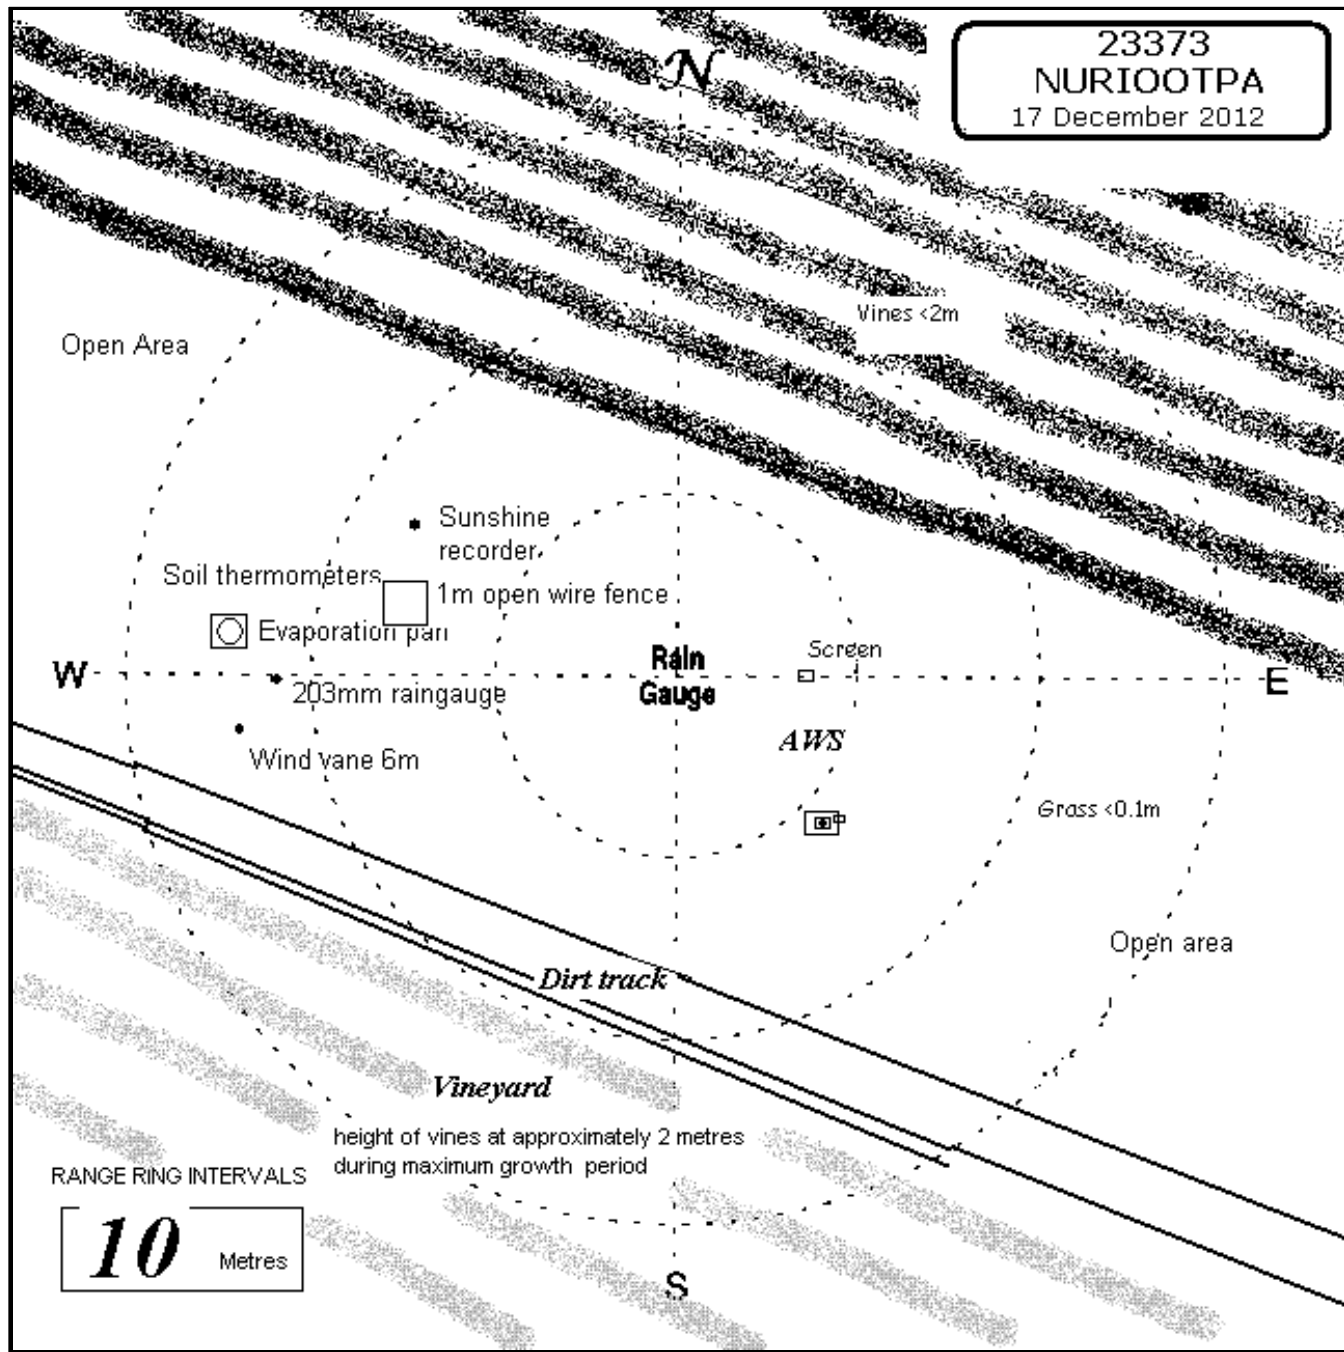 23373
NURIOOTPA
17 December 2012
N
Vines <2m
Open Area
Sunshine
recorder
Soil thermometers
1m open wire fence
Evaporation pan
Rain
Gauge
Screen
W
E
203mm raingauge
AWS
Wind vane 6m
Grass <0.1m
Open area
Dirt track
Vineyard
height of vines at approximately 2 metres
during maximum growth period
RANGE RING INTERVALS
10 Metres
S